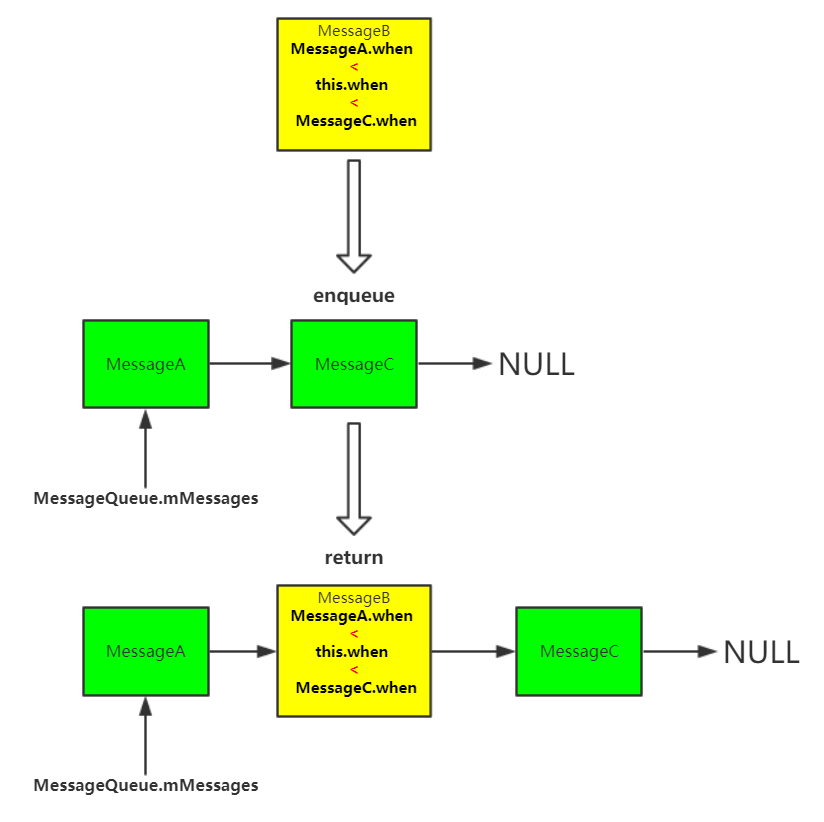 MessageB
MessageA.when
<
this.when
<
MessageC.when
enqueue
MessageA
MessageC
NULL
MessageQueue.mMessages
return
MessageB
MessageA.when
<
this.when
<
MessageC.when
MessageA
MessageC
NULL
MessageQueue.mMessages